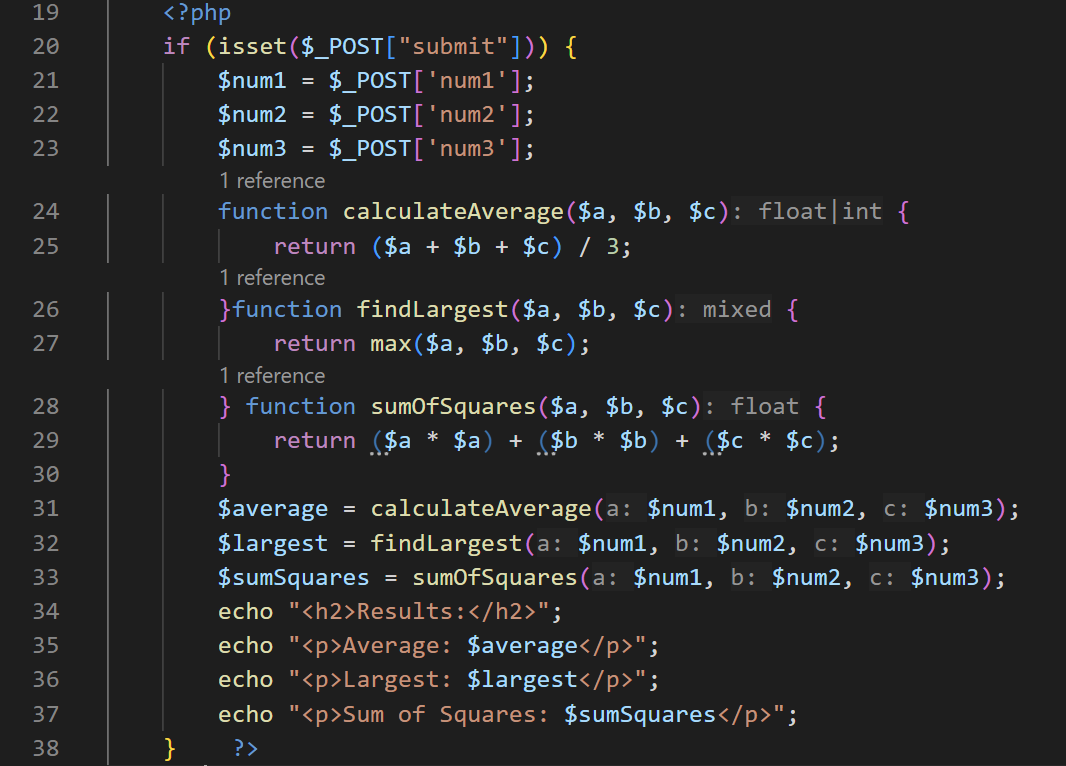 19 <?php
20 if (isset($_POST["submit"])) {
21 $num1 = $_POST['num1'];
22 $num2 = $_POST['num2'];
23 $num3 = $_POST['num3'];
1 reference
24 function calculateAverage($a, $b, $c): float|int {
25 return ($a + $b + $c) / 3;
1 reference
26 }function findLargest($a, $b, $c): mixed {
27 return max($a, $b, $c);
1 reference
28 } function sumOfSquares($a, $b, $c): float {
29 return ($a * $a) + ($b * $b) + ($c * $c);
30 }
31 $average = calculateAverage(a: $num1, b: $num2, c: $num3);
32 $largest = findLargest(a: $num1, b: $num2, c: $num3);
33 $sumSquares = sumOfSquares(a: $num1, b: $num2, c: $num3);
34 echo "<h2>Results:</h2>";
35 echo "<p>Average: $average</p>";
36 echo "<p>Largest: $largest</p>";
37 echo "<p>Sum of Squares: $sumSquares</p>";
38 } ?>